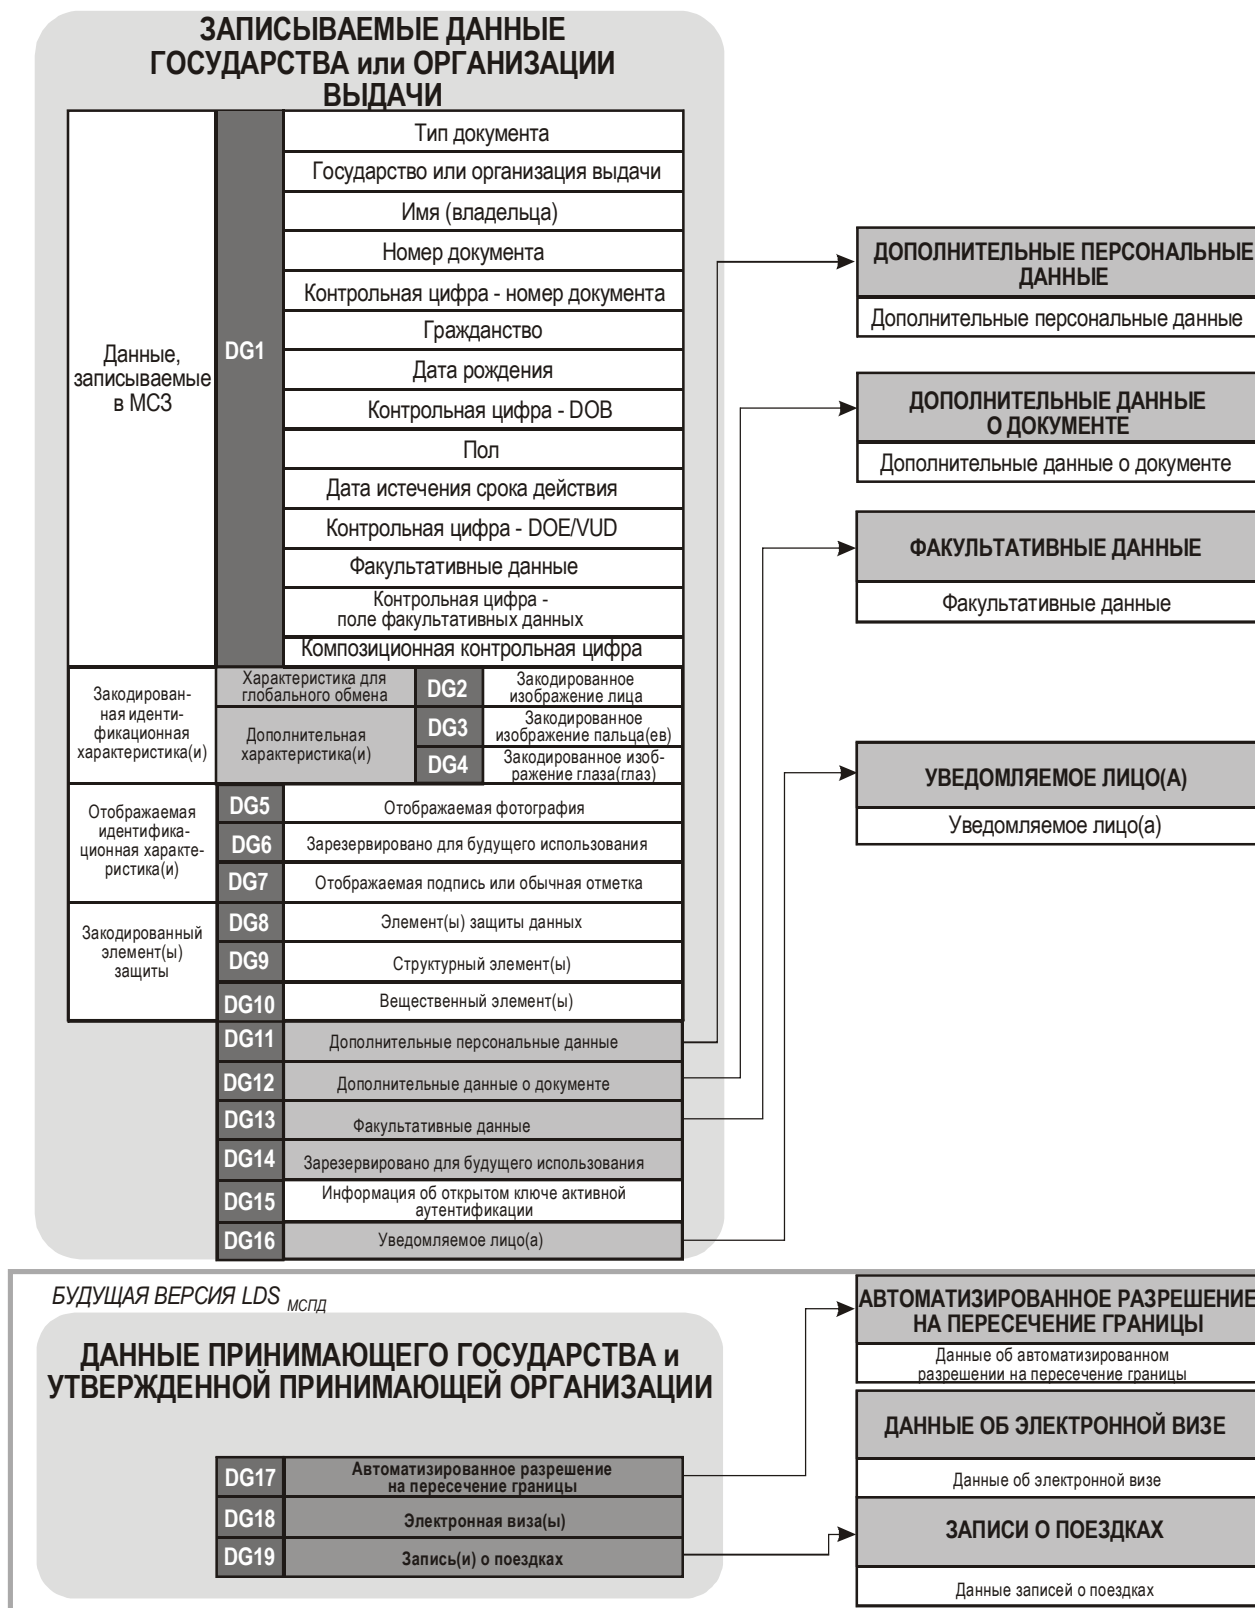 ЗАПИСЫВАЕМЫЕ ДАННЫЕ
ГОСУДАРСТВА или ОРГАНИЗАЦИИ
ВЫДАЧИ
Данные,
записываемые
в МСЗ
DG1
Тип документа
Государство или организация выдачи
Имя (владельца)
Номер документа
Контрольная цифра - номер документа
Гражданство
Дата рождения
Контрольная цифра - DOB
Пол
Дата истечения срока действия
Контрольная цифра - DOE/VUD
Факультативные данные
Контрольная цифра -
поле факультативных данных
Композиционная контрольная цифра
Закодирован-
ная иденти-
фикационная
характеристика(и)
Характеристика для
глобального обмена
DG2
Закодированное
изображение лица
Дополнительная
характеристика(и)
DG3
Закодированное
изображение пальца(ев)
DG4
Закодированное изоб-
ражение глаза(глаз)
Отображаемая
идентифика-
ционная характе-
ристика(и)
DG5
Отображаемая фотография
DG6
Зарезервировано для будущего использования
DG7
Отображаемая подпись или обычная отметка
Закодированный
элемент(ы)
защиты
DG8
Элемент(ы) защиты данных
DG9
Структурный элемент(ы)
DG10
Вещественный элемент(ы)
DG11
Дополнительные персональные данные
DG12
Дополнительные данные о документе
DG13
Факультативные данные
DG14
Зарезервировано для будущего использования
DG15
Информация об открытом ключе активной
аутентификации
DG16
Уведомляемое лицо(а)
ДОПОЛНИТЕЛЬНЫЕ ПЕРСОНАЛЬНЫЕ
ДАННЫЕ
Дополнительные персональные данные
ДОПОЛНИТЕЛЬНЫЕ ДАННЫЕ
О ДОКУМЕНТЕ
Дополнительные данные о документе
ФАКУЛЬТАТИВНЫЕ ДАННЫЕ
Факультативные данные
УВЕДОМЛЯЕМОЕ ЛИЦО(А)
Уведомляемое лицо(а)
БУДУЩАЯ ВЕРСИЯ LDS МСПД
ДАННЫЕ ПРИНИМАЮЩЕГО ГОСУДАРСТВА и
УТВЕРЖДЕННОЙ ПРИНИМАЮЩЕЙ ОРГАНИЗАЦИИ
DG17
Автоматизированное разрешение
на пересечение границы
DG18
Электронная виза(ы)
DG19
Запись(и) о поездках
АВТОМАТИЗИРОВАННОЕ РАЗРЕШЕНИЕ
НА ПЕРЕСЕЧЕНИЕ ГРАНИЦЫ
Данные об автоматизированном
разрешении на пересечение границы
ДАННЫЕ ОБ ЭЛЕКТРОННОЙ ВИЗЕ
Данные об электронной визе
ЗАПИСИ О ПОЕЗДКАХ
Данные записей о поездках